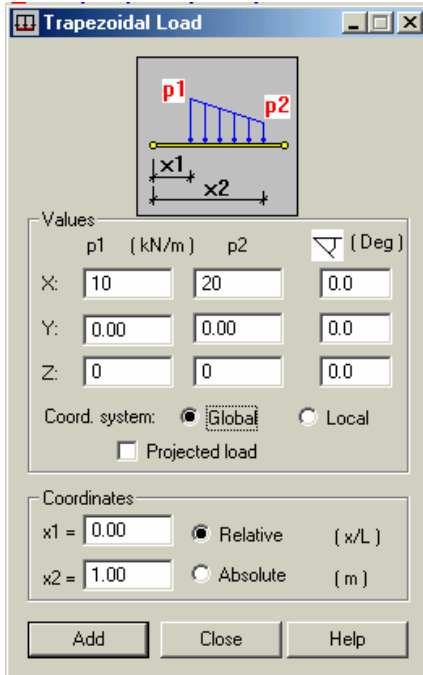 Trapezoidal Load
p1
p2
x1
x2
Values
p1 (kN/m) p2 (Deg)
X: 10 20 0.0
Y: 0.00 0.00 0.0
Z: 0 0 0.0
Coord. system: Global Local
Projected load
Coordinates
x1 = 0.00 Relative (x/L)
x2 = 1.00 Absolute (m)
Add Close Help